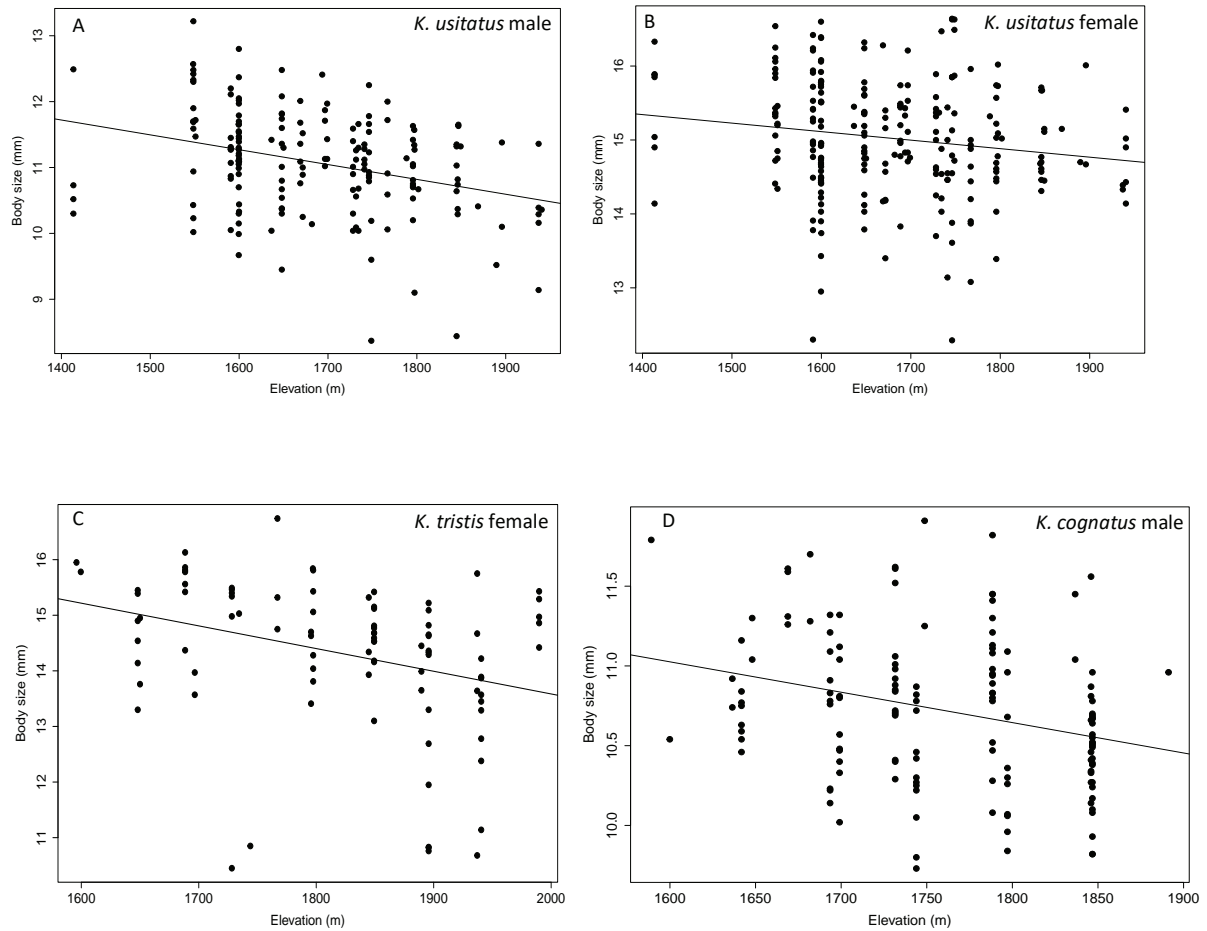 A
K. usitatus male
13
12
11
10
9
Body size (mm)
1400 1500 1600 1700 1800 1900
Elevation (m)
B
K. usitatus female
16
15
14
13
Body size (mm)
1400 1500 1600 1700 1800 1900
Elevation (m)
C
K. tristis female
16
15
14
13
12
11
Body size (mm)
1600 1700 1800 1900 2000
Elevation (m)
D
K. cognatus male
11.5
11.0
10.5
10.0
Body size (mm)
1600 1650 1700 1750 1800 1850 1900
Elevation (m)